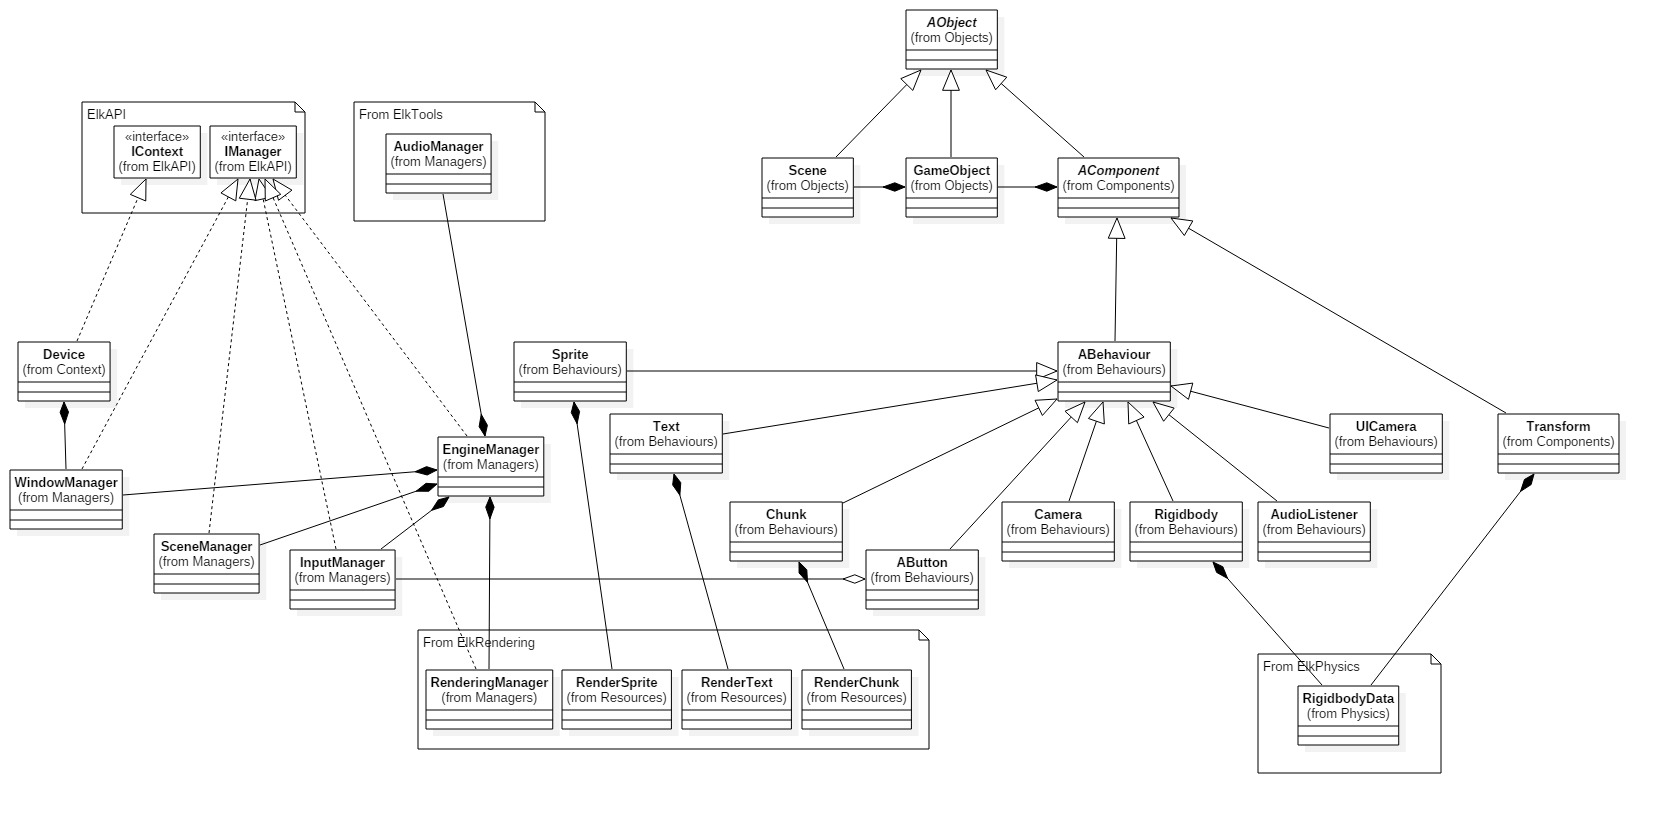 AObject
(from Objects)
ElkAPI
«interface»
IContext
(from ElkAPI)
«interface»
IManager
(from ElkAPI)
From ElkTools
AudioManager
(from Managers)
Scene
(from Objects)
GameObject
(from Objects)
AComponent
(from Components)
Device
(from Context)
Sprite
(from Behaviours)
ABehaviour
(from Behaviours)
Text
(from Behaviours)
UICamera
(from Behaviours)
Transform
(from Components)
EngineManager
(from Managers)
WindowManager
(from Managers)
Chunk
(from Behaviours)
Camera
(from Behaviours)
Rigidbody
(from Behaviours)
AudioListener
(from Behaviours)
SceneManager
(from Managers)
InputManager
(from Managers)
AButton
(from Behaviours)
From ElkRendering
RenderingManager
(from Managers)
RenderSprite
(from Resources)
RenderText
(from Resources)
RenderChunk
(from Resources)
From ElkPhysics
RigidbodyData
(from Physics)